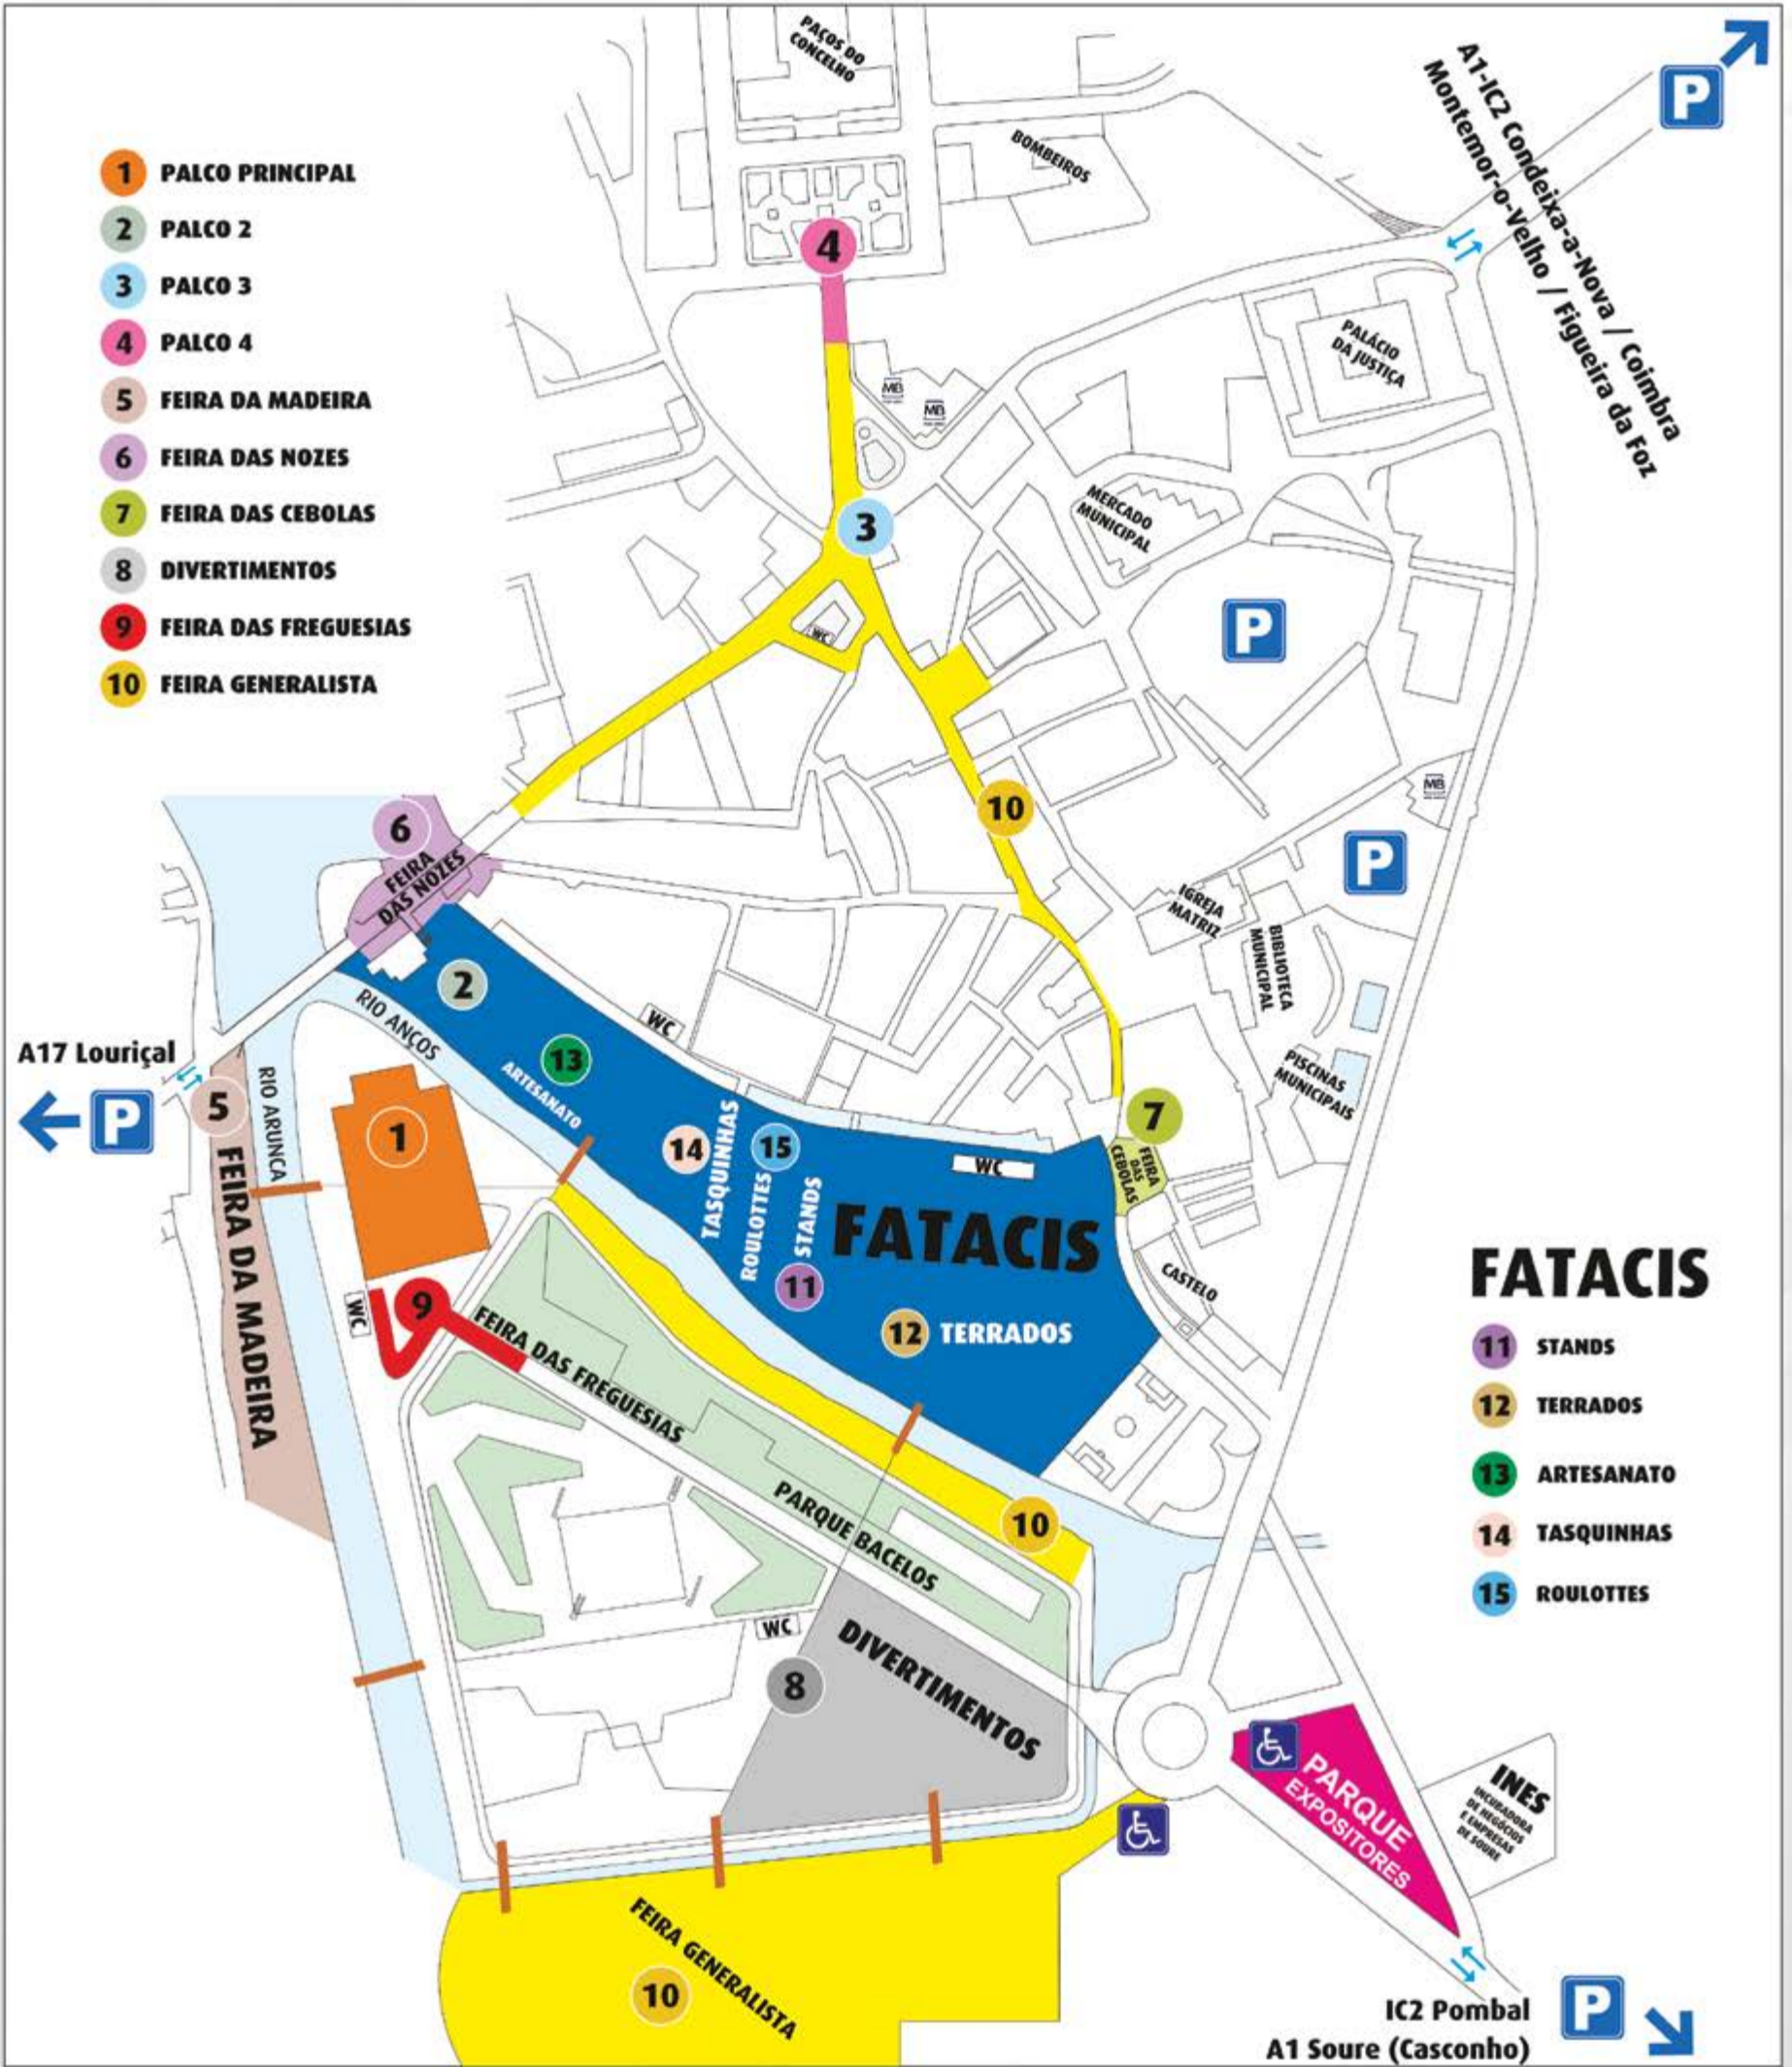 PAÇOS DO
CONCELHO
BOMBEIROS
A1-IC2 Condeixa-a-Nova / Coimbra
Montemor-o-Velho / Figueira da Foz
P
1 PALCO PRINCIPAL
2 PALCO 2
3 PALCO 3
4 PALCO 4
5 FEIRA DA MADEIRA
6 FEIRA DAS NOZES
7 FEIRA DAS CEBOLAS
8 DIVERTIMENTOS
9 FEIRA DAS FREGUESIAS
10 FEIRA GENERALISTA
4
PALÁCIO
DA JUSTIÇA
MB
MB
3
MERCADO
MUNICIPAL
WC
P
10
MB
P
6
FEIRA
DAS NOZES
IGREJA
MATRIZ
BIBLIOTECA
MUNICIPAL
PISCINAS
MUNICIPAIS
2
RIO ANÇOS
WC
13
ARTESANATO
A17 Louriçal
P
5
FEIRA DA MADEIRA
RIO ARUNCA
1
14
TASQUINHAS
15
ROULOTTES
STANDS
11
WC
7
FEIRA
DAS
CEBOLAS
FATACIS
12 TERRADOS
CASTELO
WC
9
FEIRA DAS FREGUESIAS
PARQUE BACELOS
10
WC
8
DIVERTIMENTOS
FATACIS
11 STANDS
12 TERRADOS
13 ARTESANATO
14 TASQUINHAS
15 ROULOTTES
PARQUE
EXPOSITORES
INES
INCUBADORA
DE NEGÓCIOS
E EMPRESAS
DE SOURE
FEIRA GENERALISTA
10
IC2 Pombal
A1 Soure (Casconho)
P